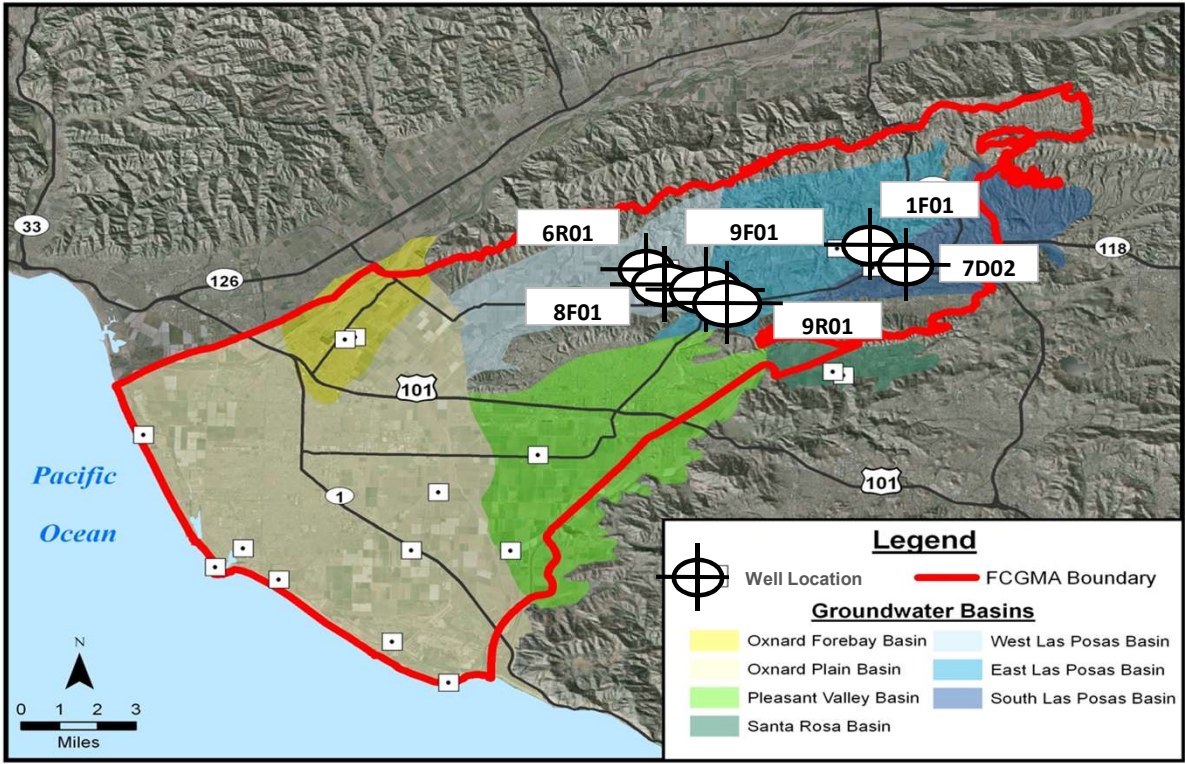 1F01
6R01
9F01
33
118
7D02
126
8F01
9R01
101
Pacific
Ocean
1
101
Legend
Well Location
FCGMA Boundary
Groundwater Basins
Oxnard Forebay Basin
West Las Posas Basin
Oxnard Plain Basin
East Las Posas Basin
Pleasant Valley Basin
South Las Posas Basin
Santa Rosa Basin
N
0 1 2 3
Miles